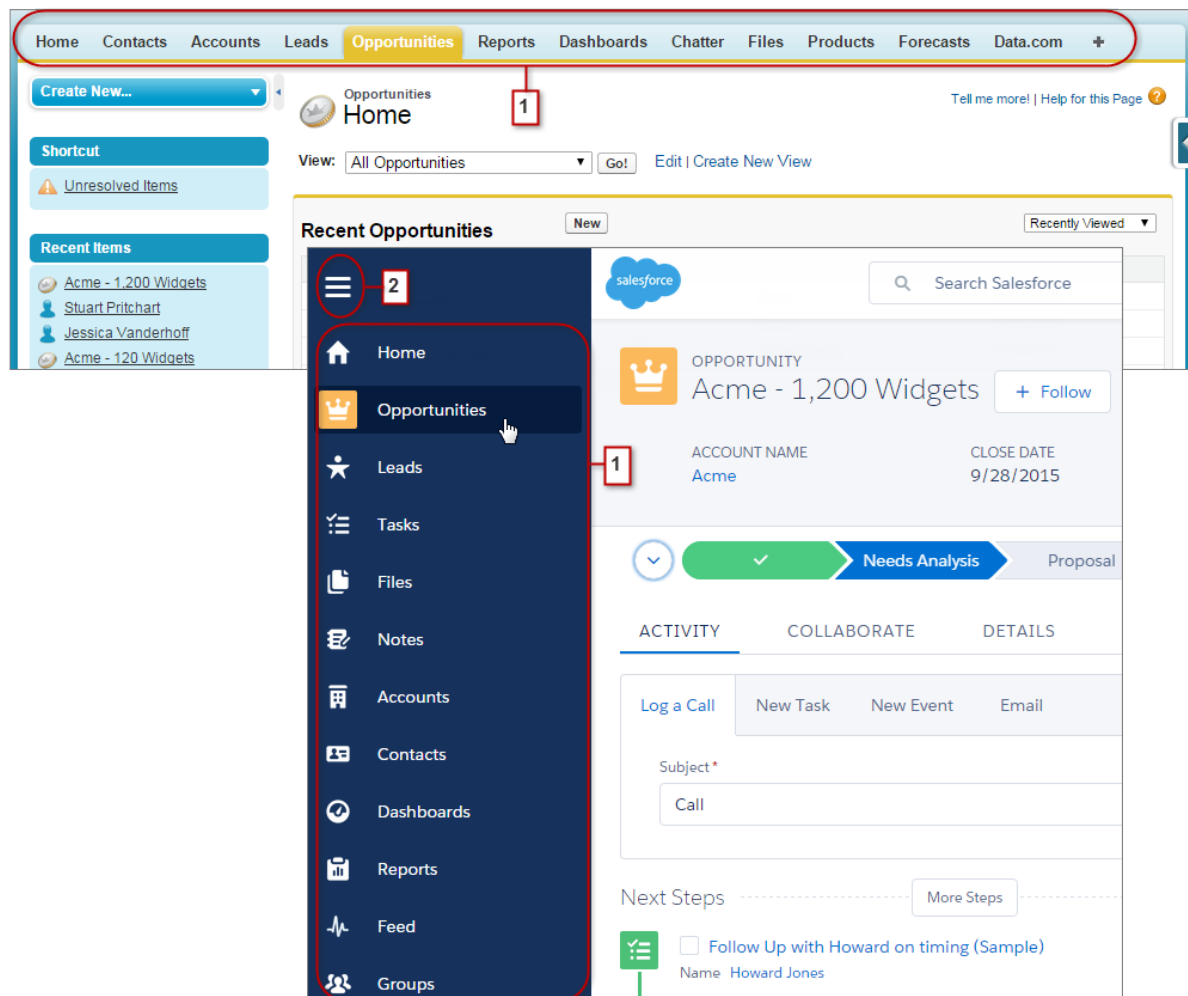 Home Contacts Accounts Leads Opportunities Reports Dashboards Chatter Files Products Forecasts Data.com +
1
Create New...
Opportunities
Home
Tell me more! | Help for this Page ?
Shortcut
Unresolved Items
View: All Opportunities Go! Edit | Create New View
Recent Items
Acme - 1,200 Widgets
Stuart Pritchart
Jessica Vanderhoff
Acme - 120 Widgets
Recent Opportunities New Recently Viewed
2
Home
Opportunities
Leads
Tasks
Files
Notes
Accounts
Contacts
Dashboards
Reports
Feed
Groups
1
salesforce
Search Salesforce
OPPORTUNITY
Acme - 1,200 Widgets + Follow
ACCOUNT NAME CLOSE DATE
Acme 9/28/2015
Needs Analysis Proposal
ACTIVITY COLLABORATE DETAILS
Log a Call New Task New Event Email
Subject*
Call
Next Steps More Steps
Follow Up with Howard on timing (Sample)
Name Howard Jones